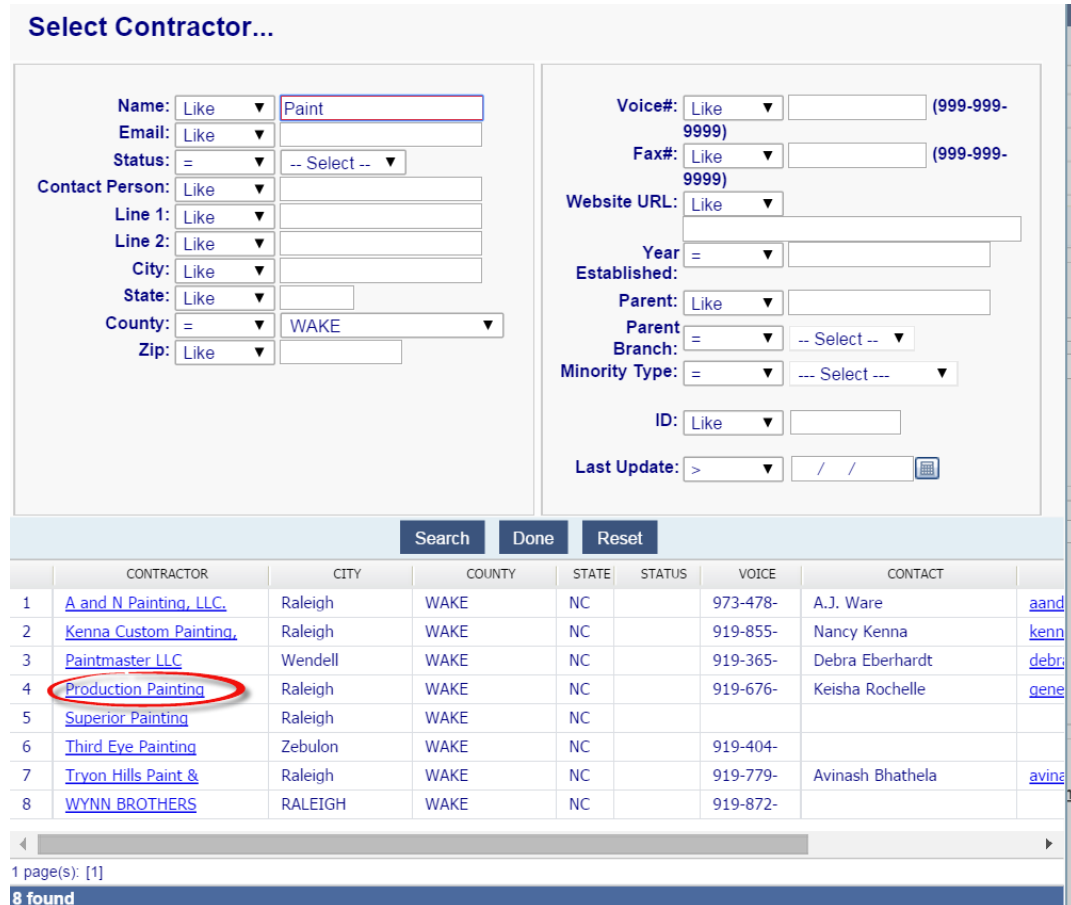 Select Contractor...
Name: Like Paint
Email: Like
Status: = -- Select --
Contact Person: Like
Line 1: Like
Line 2: Like
City: Like
State: Like
County: = WAKE
Zip: Like
Voice#: Like (999-999-
9999)
Fax#: Like (999-999-
9999)
Website URL: Like
Year =
Established:
Parent: Like
Parent = -- Select --
Branch:
Minority Type: = --- Select ---
ID: Like
Last Update: > / /
Search Done Reset
CONTRACTOR CITY COUNTY STATE STATUS VOICE CONTACT
1 A and N Painting, LLC. Raleigh WAKE NC 973-478- A.J. Ware aand
2 Kenna Custom Painting, Raleigh WAKE NC 919-855- Nancy Kenna kenn
3 Paintmaster LLC Wendell WAKE NC 919-365- Debra Eberhardt debra
4 Production Painting Raleigh WAKE NC 919-676- Keisha Rochelle gene
5 Superior Painting Raleigh WAKE NC
6 Third Eye Painting Zebulon WAKE NC 919-404-
7 Tryon Hills Paint & Raleigh WAKE NC 919-779- Avinash Bhathela avina
8 WYNN BROTHERS RALEIGH WAKE NC 919-872-
1 page(s): [1]
8 found